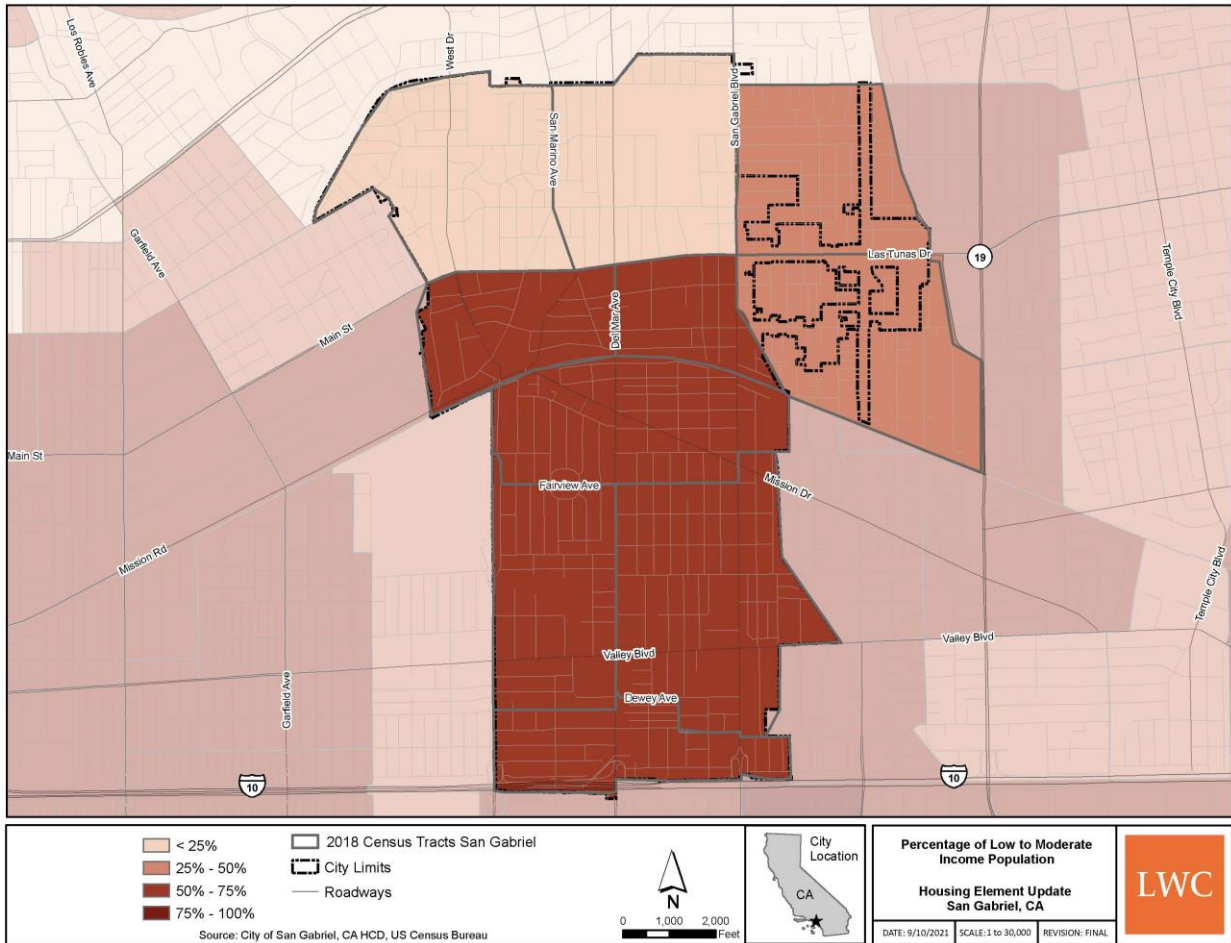 Los Robles Ave
West Dr
San Marino Ave
San Gabriel Blvd
Garfield Ave
Las Tunas Dr
19
Temple City Blvd
Main St
Del Mar Ave
Main St
Fairview Ave
Mission Dr
Mission Rd
Temple City Blvd
Valley Blvd
Valley Blvd
Dewey Ave
Garfield Ave
10
10
< 25%
25% - 50%
50% - 75%
75% - 100%
2018 Census Tracts San Gabriel
City Limits
Roadways
Source: City of San Gabriel, CA HCD, US Census Bureau
N
0 1,000 2,000
Feet
City
Location
CA
Percentage of Low to Moderate
Income Population
Housing Element Update
San Gabriel, CA
DATE: 9/10/2021 SCALE:1 to 30,000 REVISION: FINAL
LWC